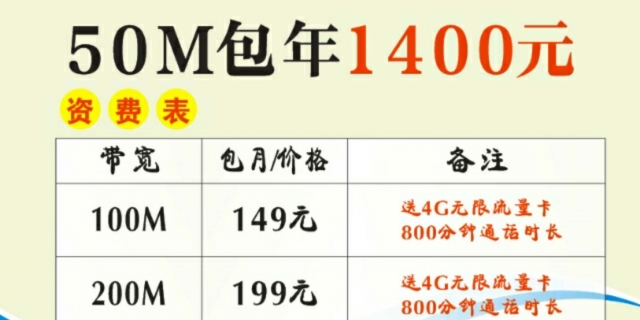 50M包年1400元
资费表
带宽 包月/价格 备注
100M 149元 送4G无限流量卡
800分钟通话时长
200M 199元 送4G无限流量卡
800分钟通话时长